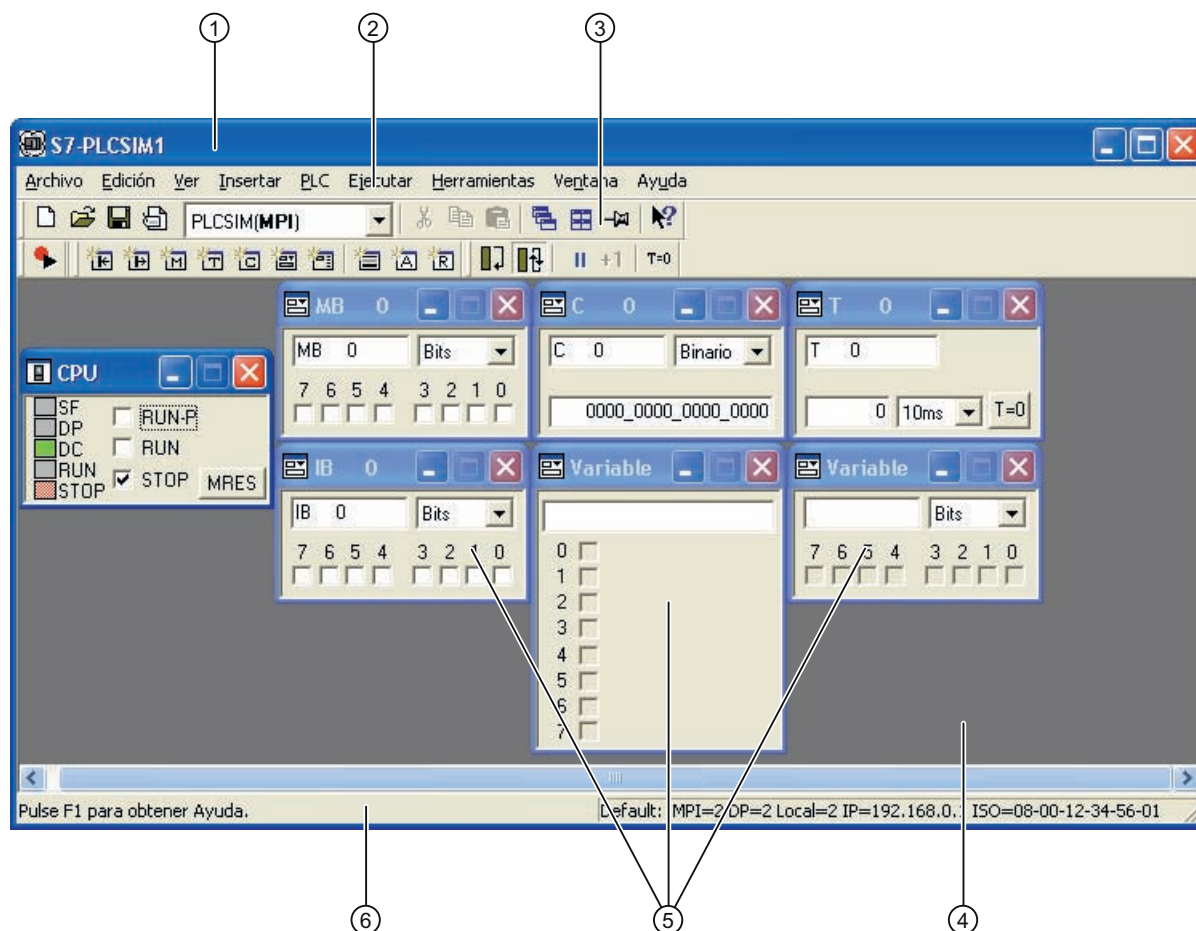 1 2 3
S7-PLCSIM1
Archivo Edición Ver Insertar PLC Ejecutar Herramientas Ventana Ayuda
PLCSIM(MPI)
M T C A R +1 T=0
MB 0
MB 0 Bits
7 6 5 4 3 2 1 0
C 0
C 0 Binario
0000_0000_0000_0000
T 0
T 0
0 10ms T=0
CPU
SF
DP
DC
RUN
STOP
RUN-P
RUN
STOP
MRES
IB 0
IB 0 Bits
7 6 5 4 3 2 1 0
Variable
0
1
2
3
4
5
6
7
Variable
Bits
7 6 5 4 3 2 1 0
Pulse F1 para obtener Ayuda.
Default: MPI=2 DP=2 Local=2 IP=192.168.0. ISO=08-00-12-34-56-01
6 5 4